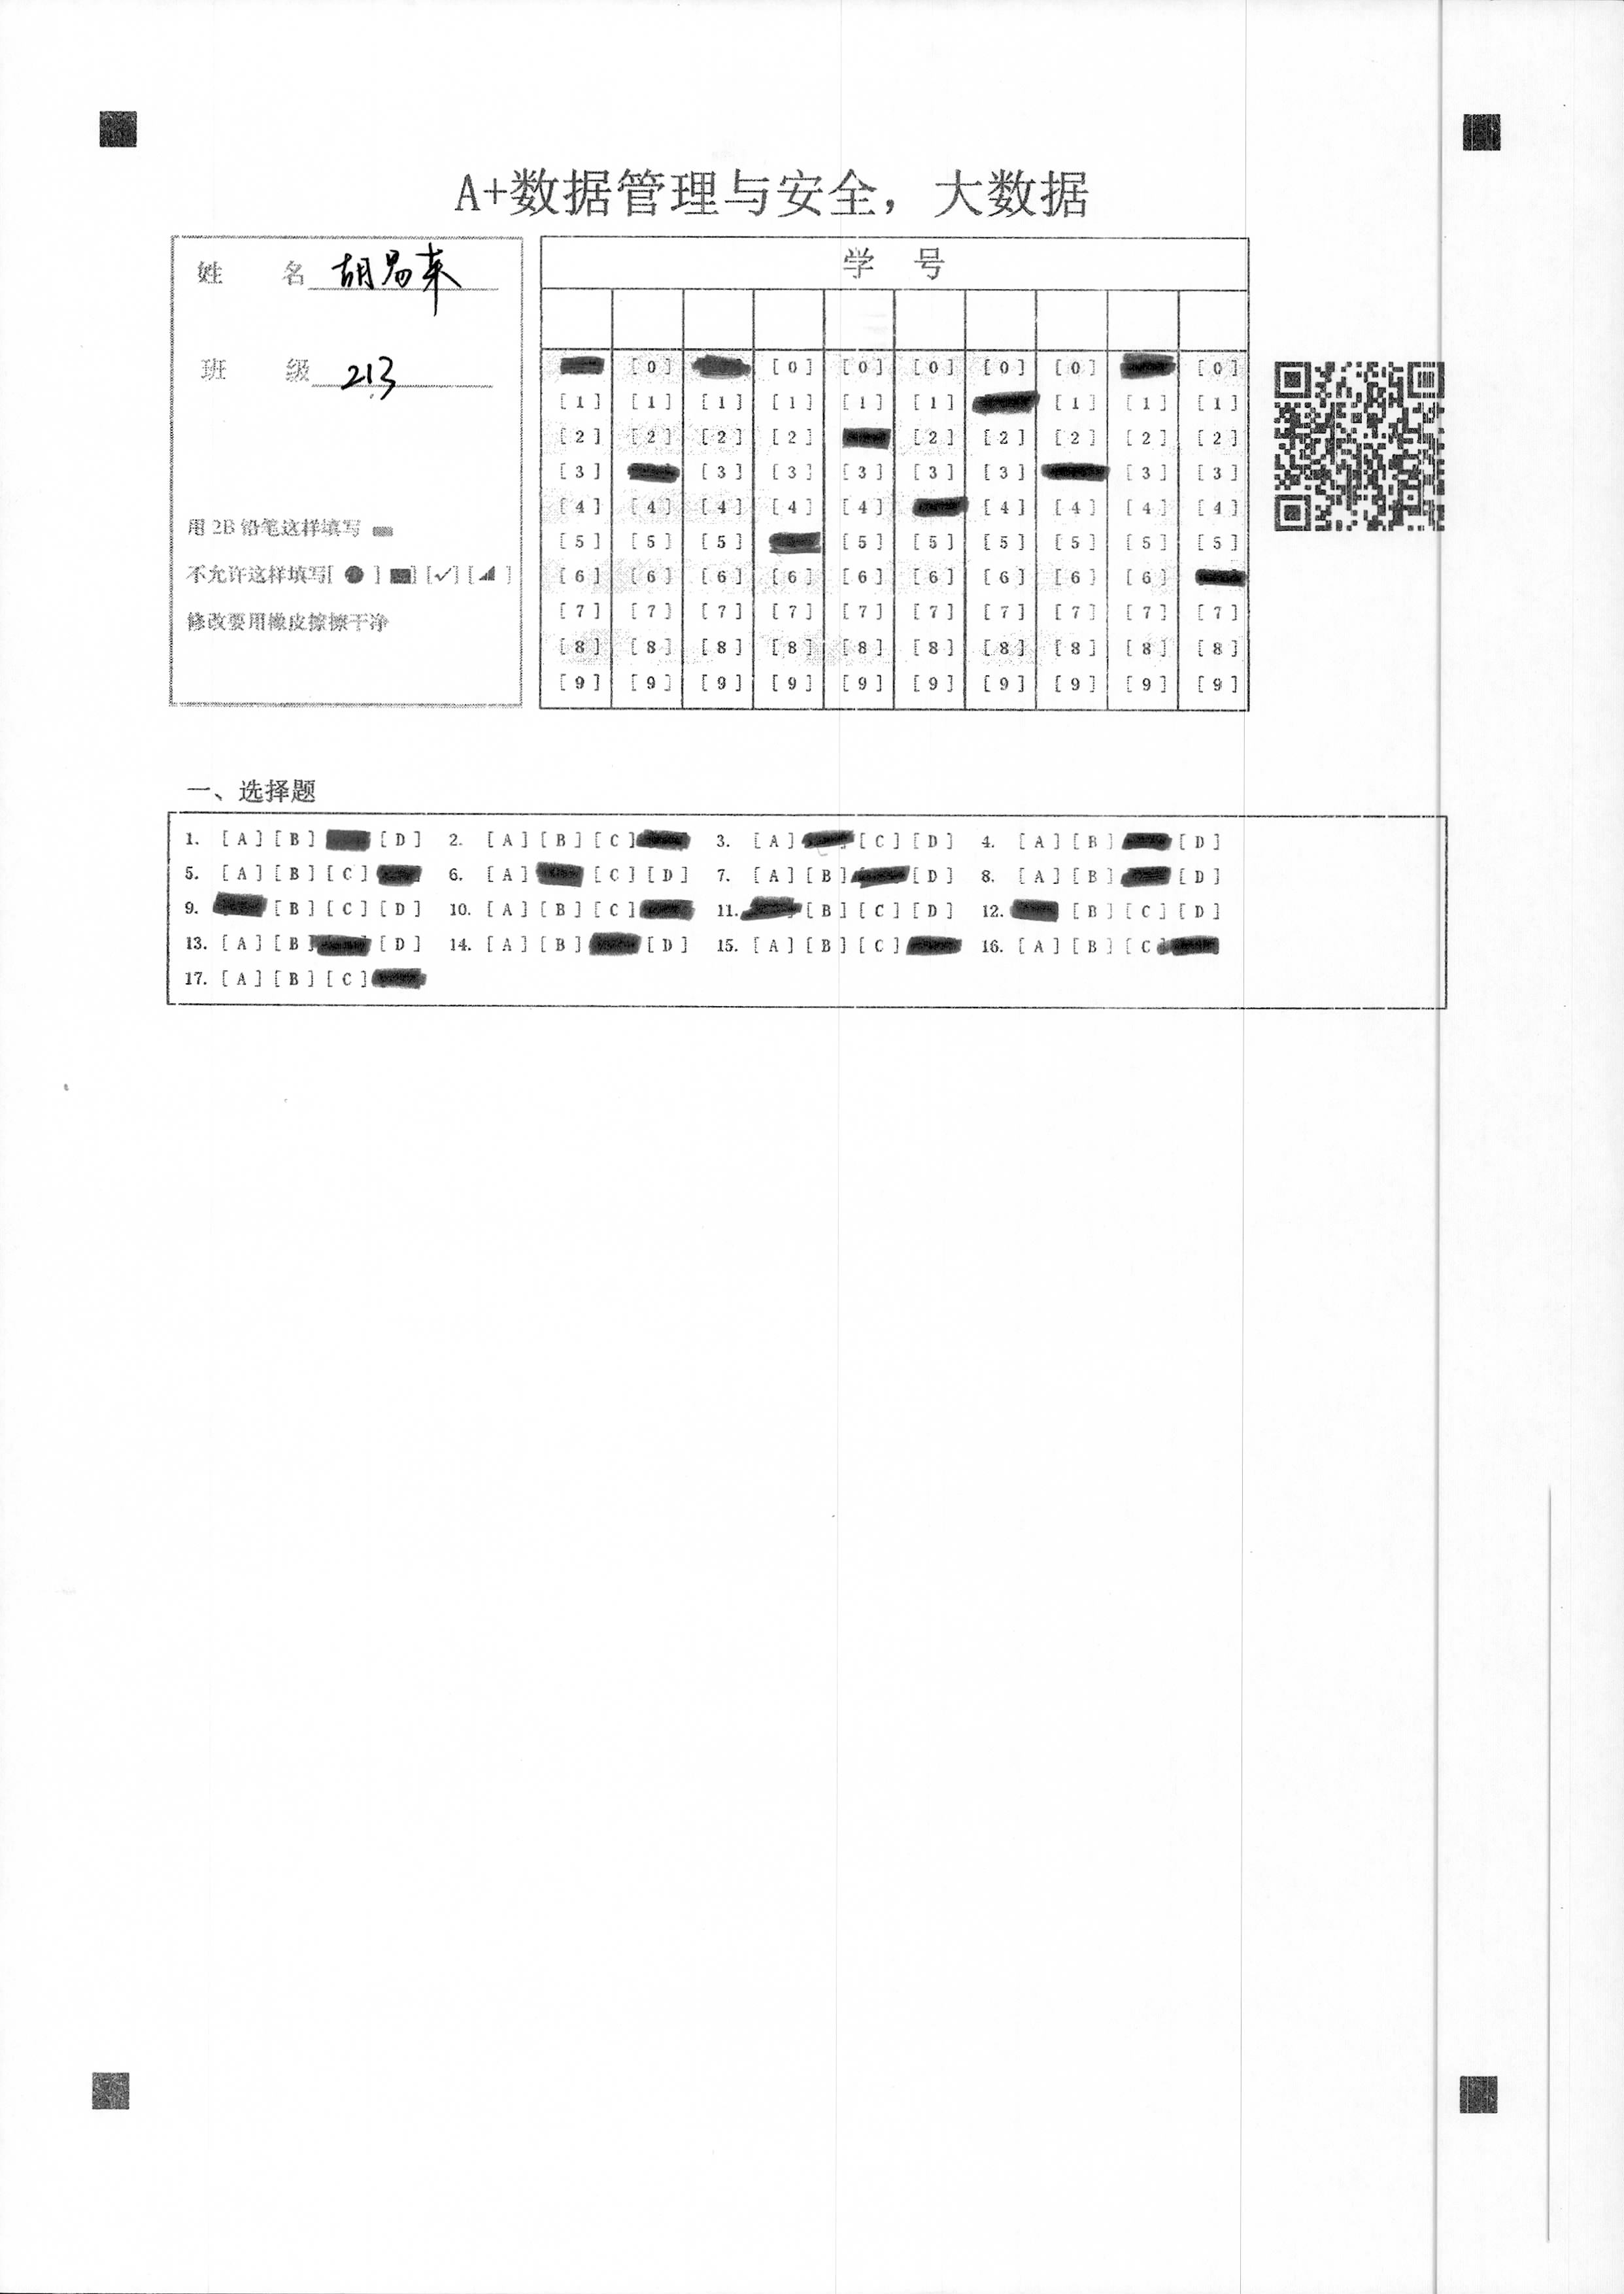 A+数据管理与安全，大数据
姓 名 胡易来
班 级 213
用 2B 铅笔这样填写
不允许这样填写[ ● ] [■] [✓] [◢ ]
修改要用橡皮擦擦干净
学 号
[0] [0] [0] [0] [0] [0] [0]
[1] [1] [1] [1] [1] [1] [1] [1] [1]
[2] [2] [2] [2] [2] [2] [2] [2] [2]
[3] [3] [3] [3] [3] [3] [3] [3]
[4] [4] [4] [4] [4] [4] [4] [4] [4]
[5] [5] [5] [5] [5] [5] [5] [5] [5]
[6] [6] [6] [6] [6] [6] [6] [6] [6]
[7] [7] [7] [7] [7] [7] [7] [7] [7] [7]
[8] [8] [8] [8] [8] [8] [8] [8] [8] [8]
[9] [9] [9] [9] [9] [9] [9] [9] [9] [9]
一、选择题
1. [A] [B] [D] 2. [A] [B] [C] 3. [A] [C] [D] 4. [A] [B] [D]
5. [A] [B] [C] 6. [A] [C] [D] 7. [A] [B] [D] 8. [A] [B] [D]
9. [B] [C] [D] 10. [A] [B] [C] 11. [B] [C] [D] 12. [B] [C] [D]
13. [A] [B] [D] 14. [A] [B] [D] 15. [A] [B] [C] 16. [A] [B] [C]
17. [A] [B] [C]